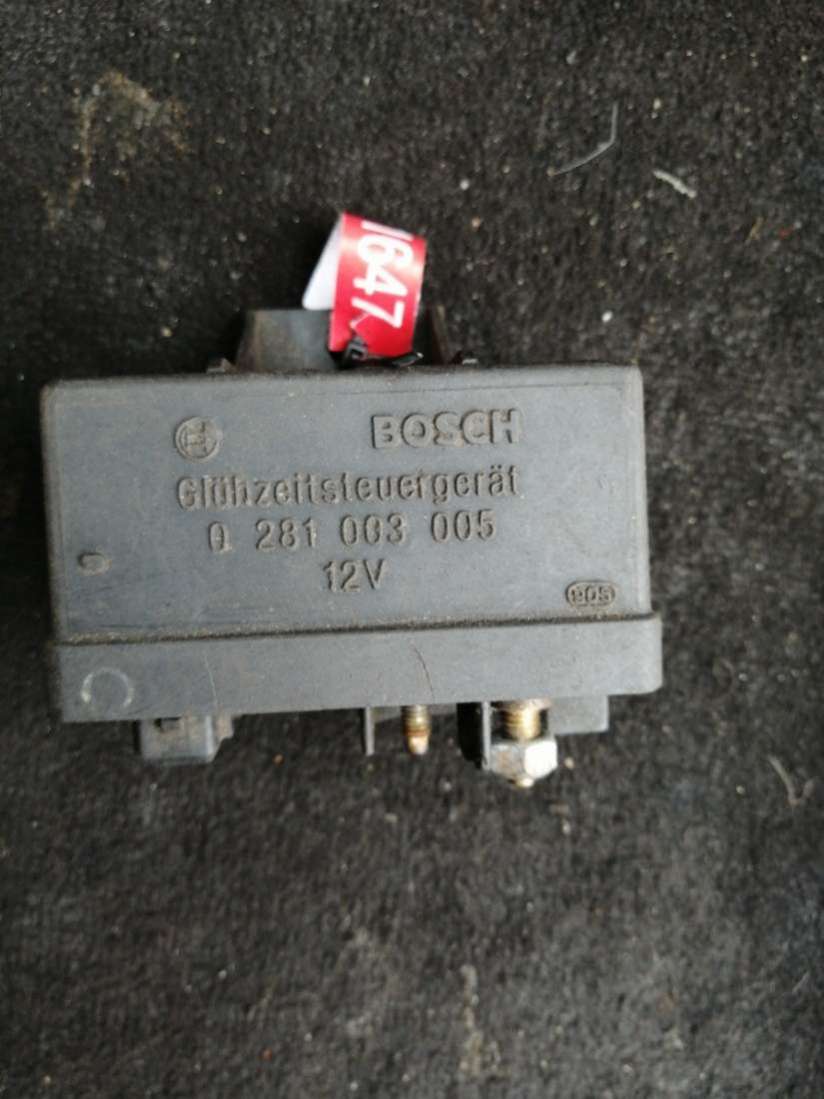 1647
BOSCH
Glühzeitsteuergerät
0 281 003 005
12V
905